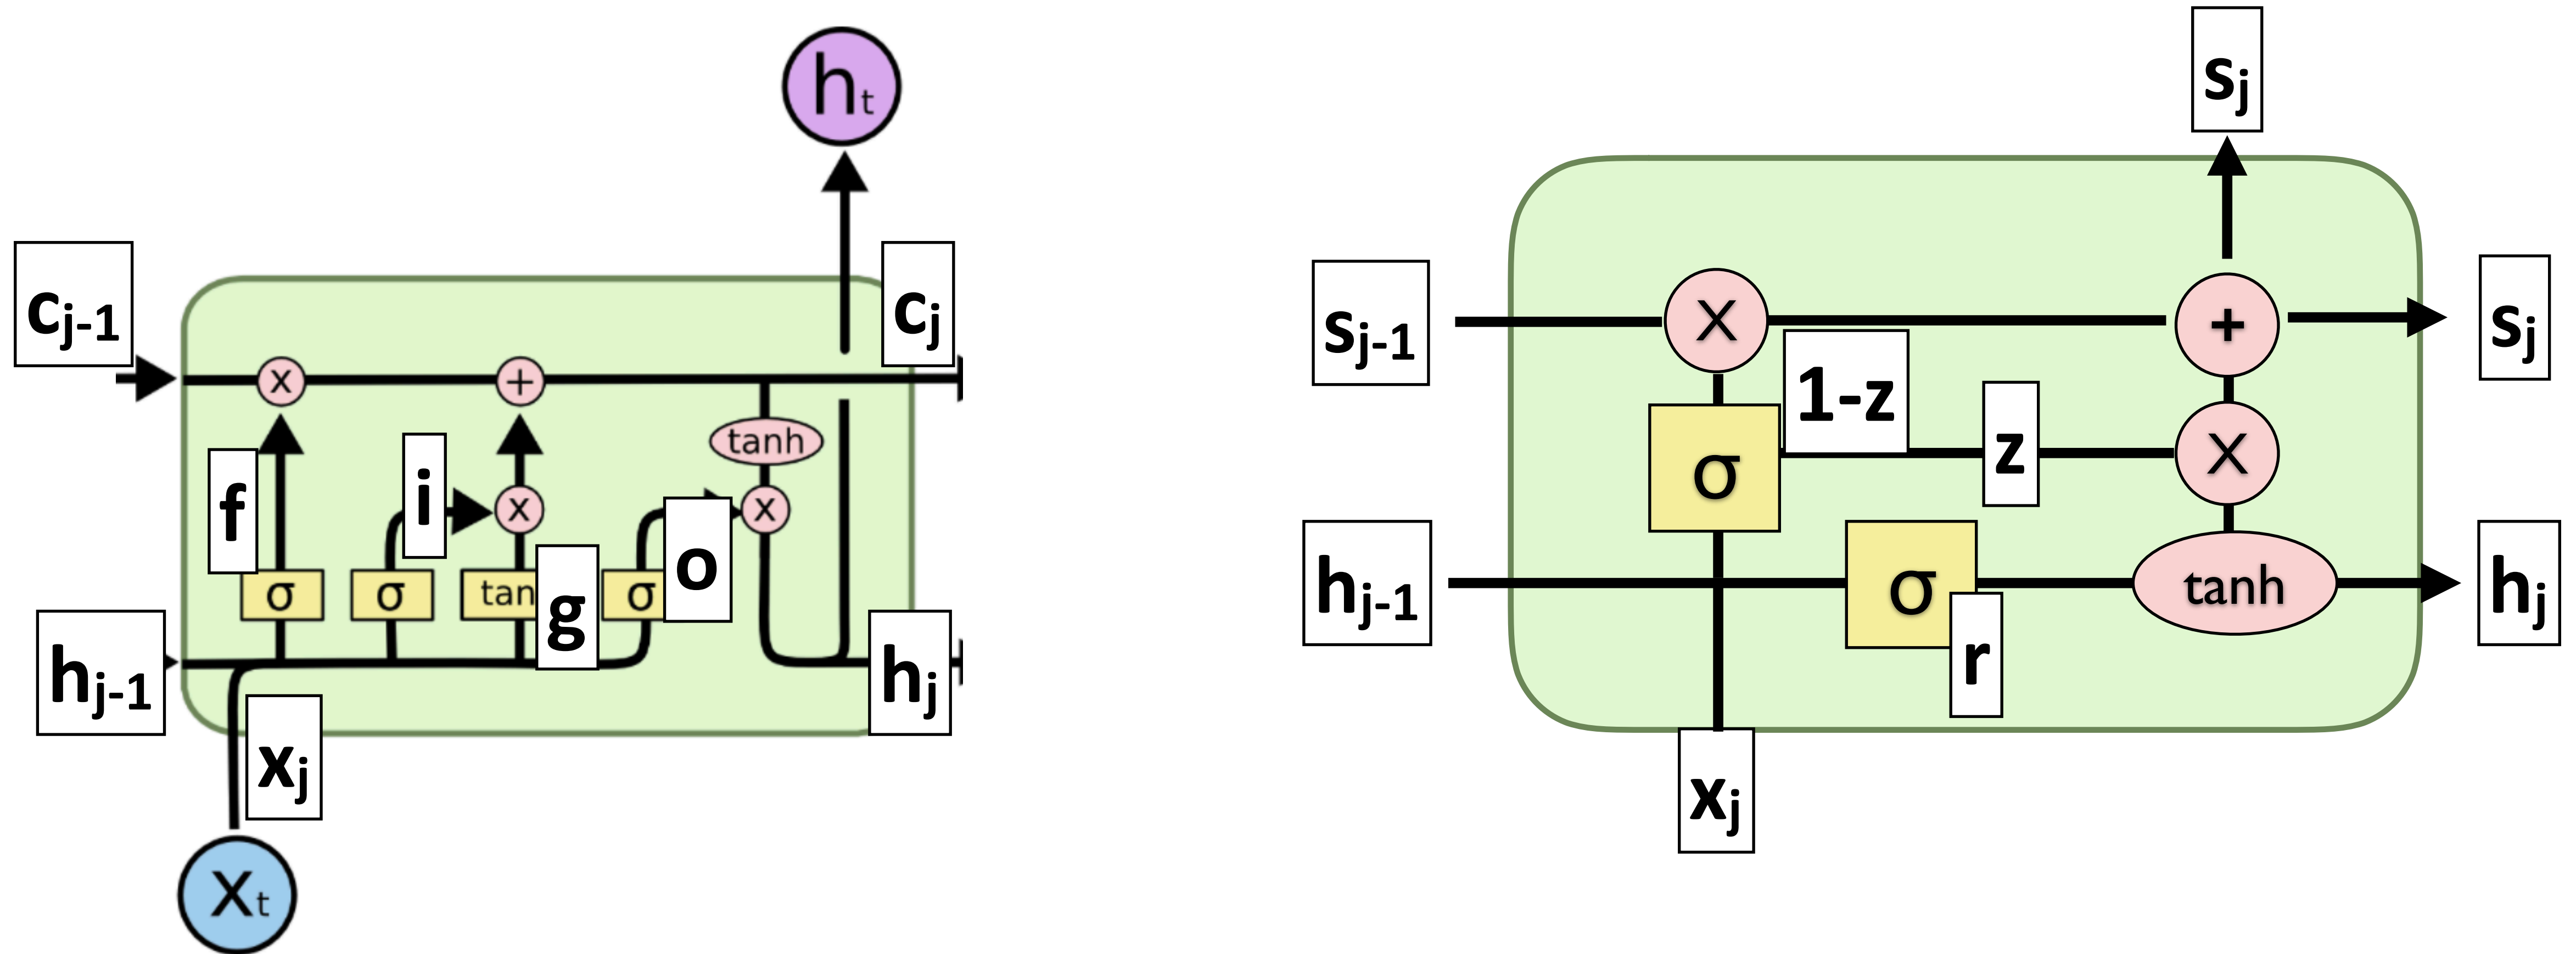 ht
cj-1
cj
x
+
tanh
f
i
x
o
x
σ
σ
tan
g
σ
hj-1
hj
xj
xt
sj
sj-1
X
+
sj
1-z
σ
z
X
hj-1
σ
r
tanh
hj
xj